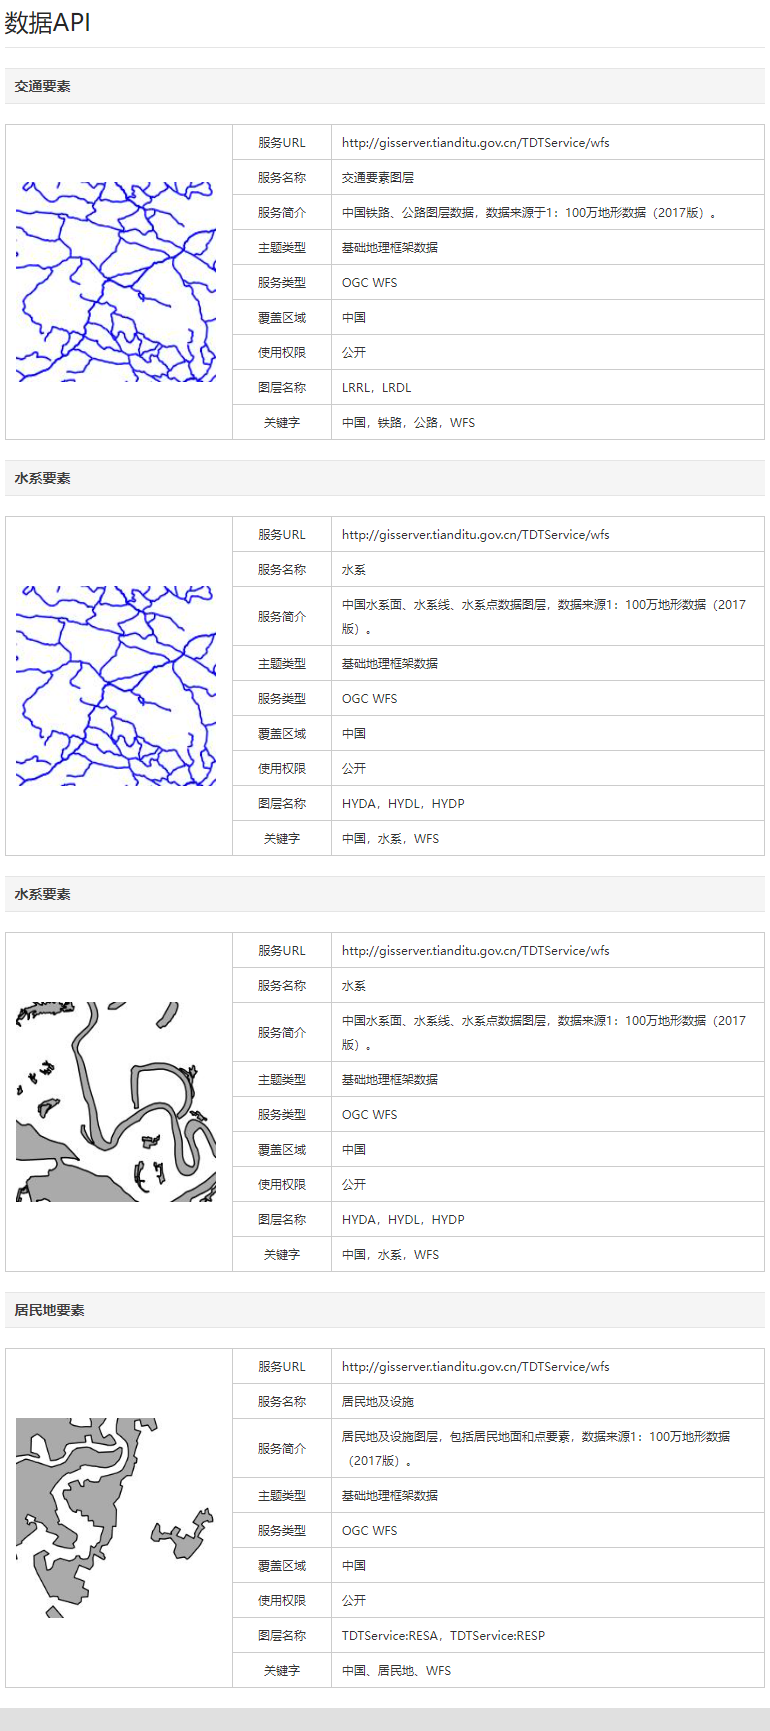 数据API
交通要素
服务URL http://gisserver.tianditu.gov.cn/TDTService/wfs
服务名称 交通要素图层
服务简介 中国铁路、公路图层数据，数据来源于1：100万地形数据（2017版）。
主题类型 基础地理框架数据
服务类型 OGC WFS
覆盖区域 中国
使用权限 公开
图层名称 LRRL，LRDL
关键字 中国，铁路，公路，WFS
水系要素
服务URL http://gisserver.tianditu.gov.cn/TDTService/wfs
服务名称 水系
服务简介 中国水系面、水系线、水系点数据图层，数据来源1：100万地形数据（2017
版）。
主题类型 基础地理框架数据
服务类型 OGC WFS
覆盖区域 中国
使用权限 公开
图层名称 HYDA，HYDL，HYDP
关键字 中国，水系，WFS
水系要素
服务URL http://gisserver.tianditu.gov.cn/TDTService/wfs
服务名称 水系
服务简介 中国水系面、水系线、水系点数据图层，数据来源1：100万地形数据（2017
版）。
主题类型 基础地理框架数据
服务类型 OGC WFS
覆盖区域 中国
使用权限 公开
图层名称 HYDA，HYDL，HYDP
关键字 中国，水系，WFS
居民地要素
服务URL http://gisserver.tianditu.gov.cn/TDTService/wfs
服务名称 居民地及设施
服务简介 居民地及设施图层，包括居民地面和点要素，数据来源1：100万地形数据
（2017版）。
主题类型 基础地理框架数据
服务类型 OGC WFS
覆盖区域 中国
使用权限 公开
图层名称 TDTService:RESA，TDTService:RESP
关键字 中国、居民地、WFS